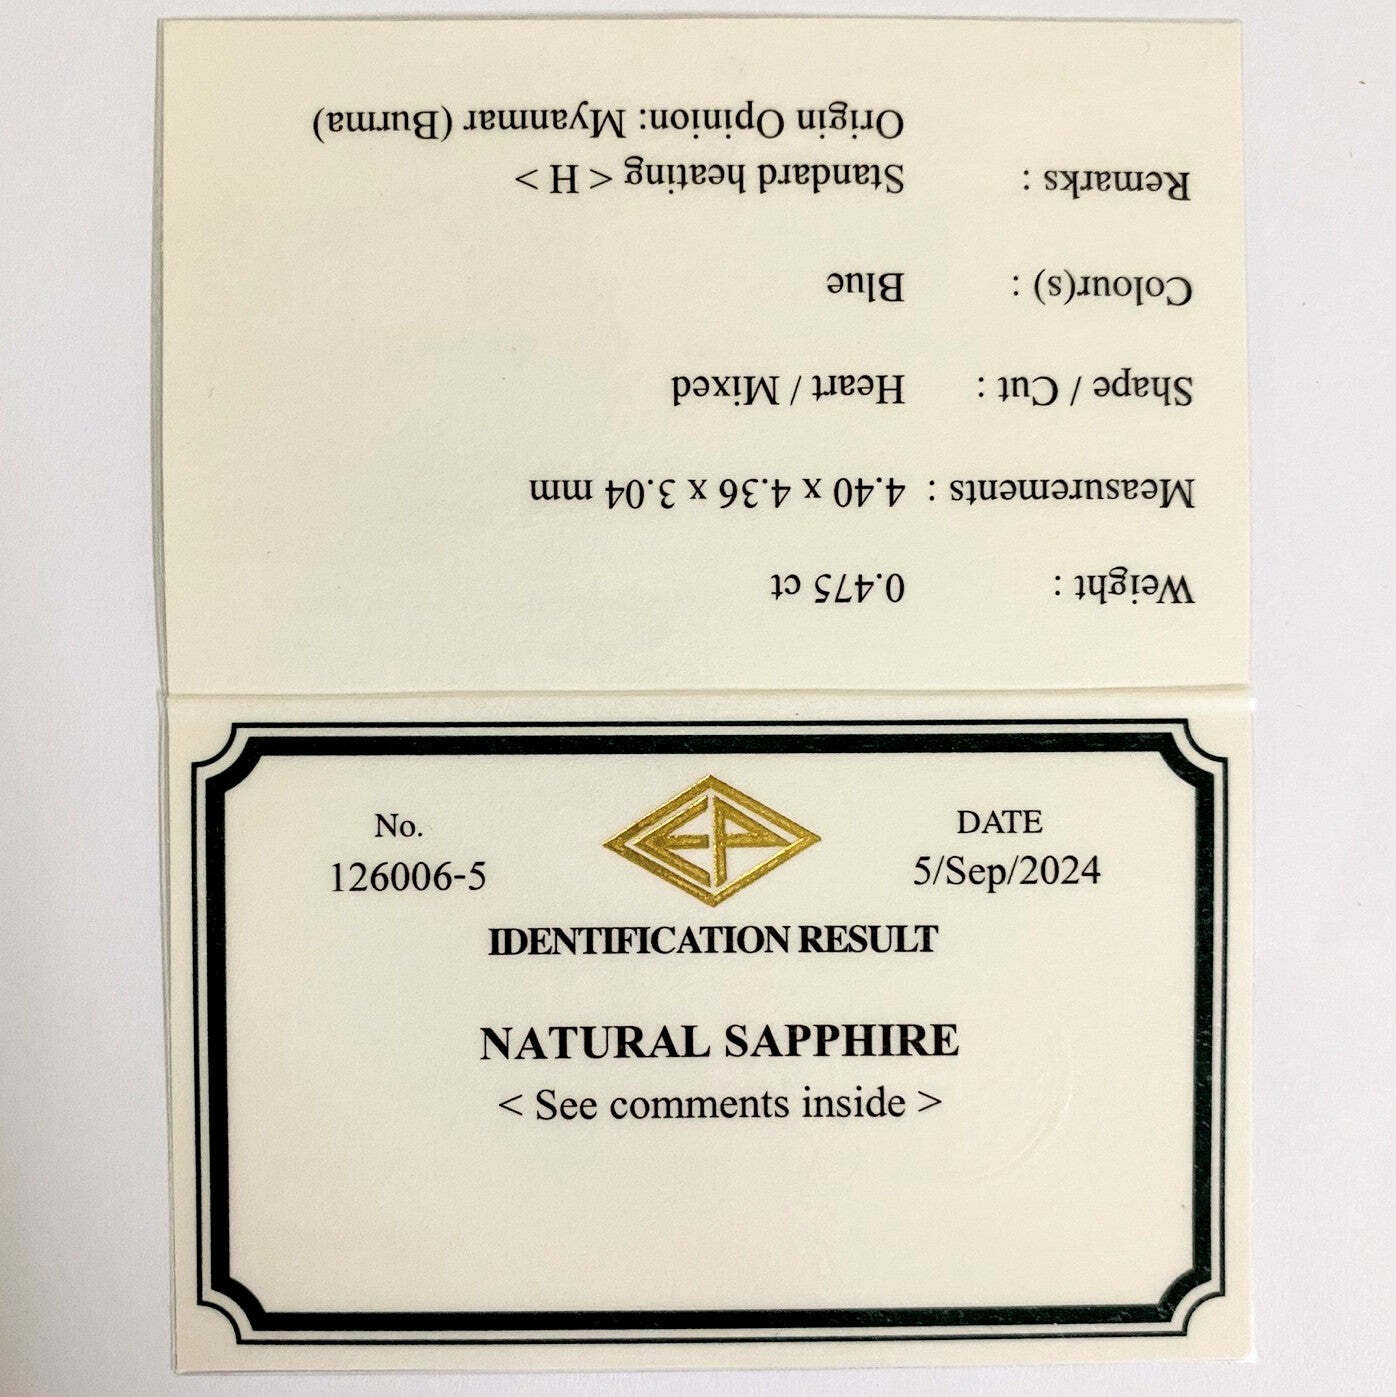 No.
126006-5
EP
DATE
5/Sep/2024
IDENTIFICATION RESULT
NATURAL SAPPHIRE
< See comments inside >
Weight : 0.475 ct
Measurements : 4.40 x 4.36 x 3.04 mm
Shape / Cut : Heart / Mixed
Colour(s) : Blue
Remarks : Standard heating < H >
Origin Opinion: Myanmar (Burma)